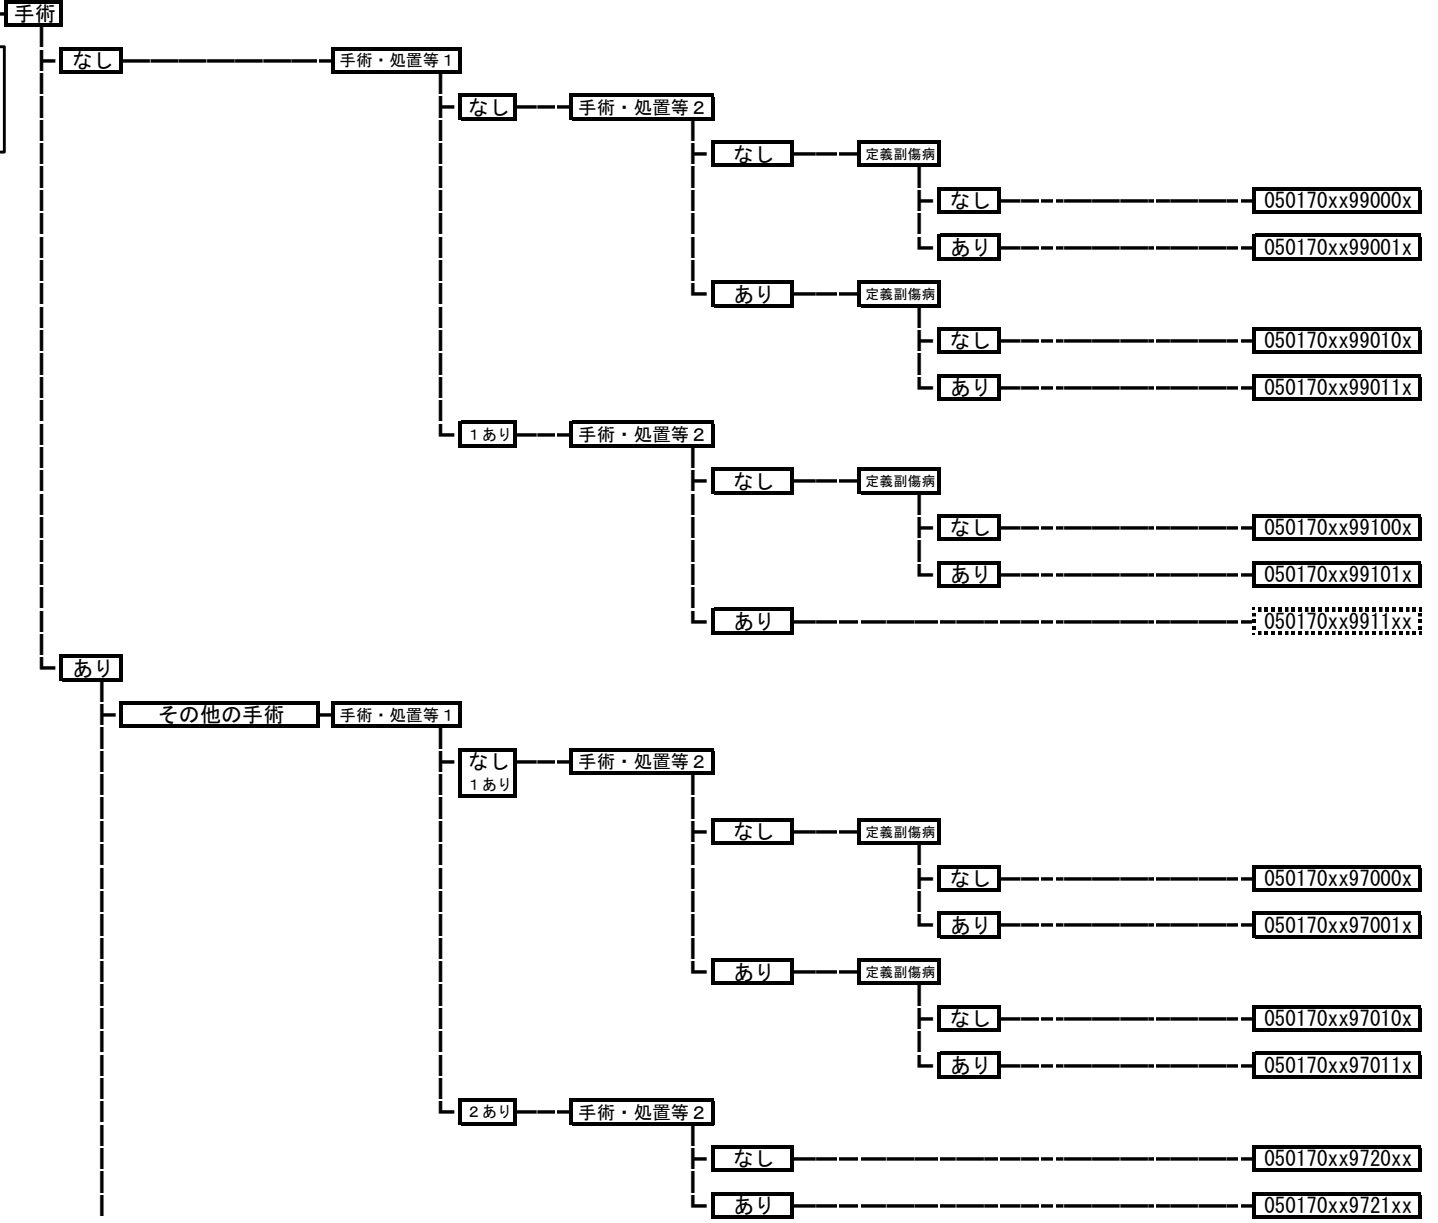 手術
なし 手術・処置等１
なし 手術・処置等２
なし 定義副傷病
なし 050170xx99000x
あり 050170xx99001x
あり 定義副傷病
なし 050170xx99010x
あり 050170xx99011x
１あり 手術・処置等２
なし 定義副傷病
なし 050170xx99100x
あり 050170xx99101x
あり 050170xx9911xx
あり
その他の手術 手術・処置等１
なし 手術・処置等２
１あり
なし 定義副傷病
なし 050170xx97000x
あり 050170xx97001x
あり 定義副傷病
なし 050170xx97010x
あり 050170xx97011x
２あり 手術・処置等２
なし 050170xx9720xx
あり 050170xx9721xx